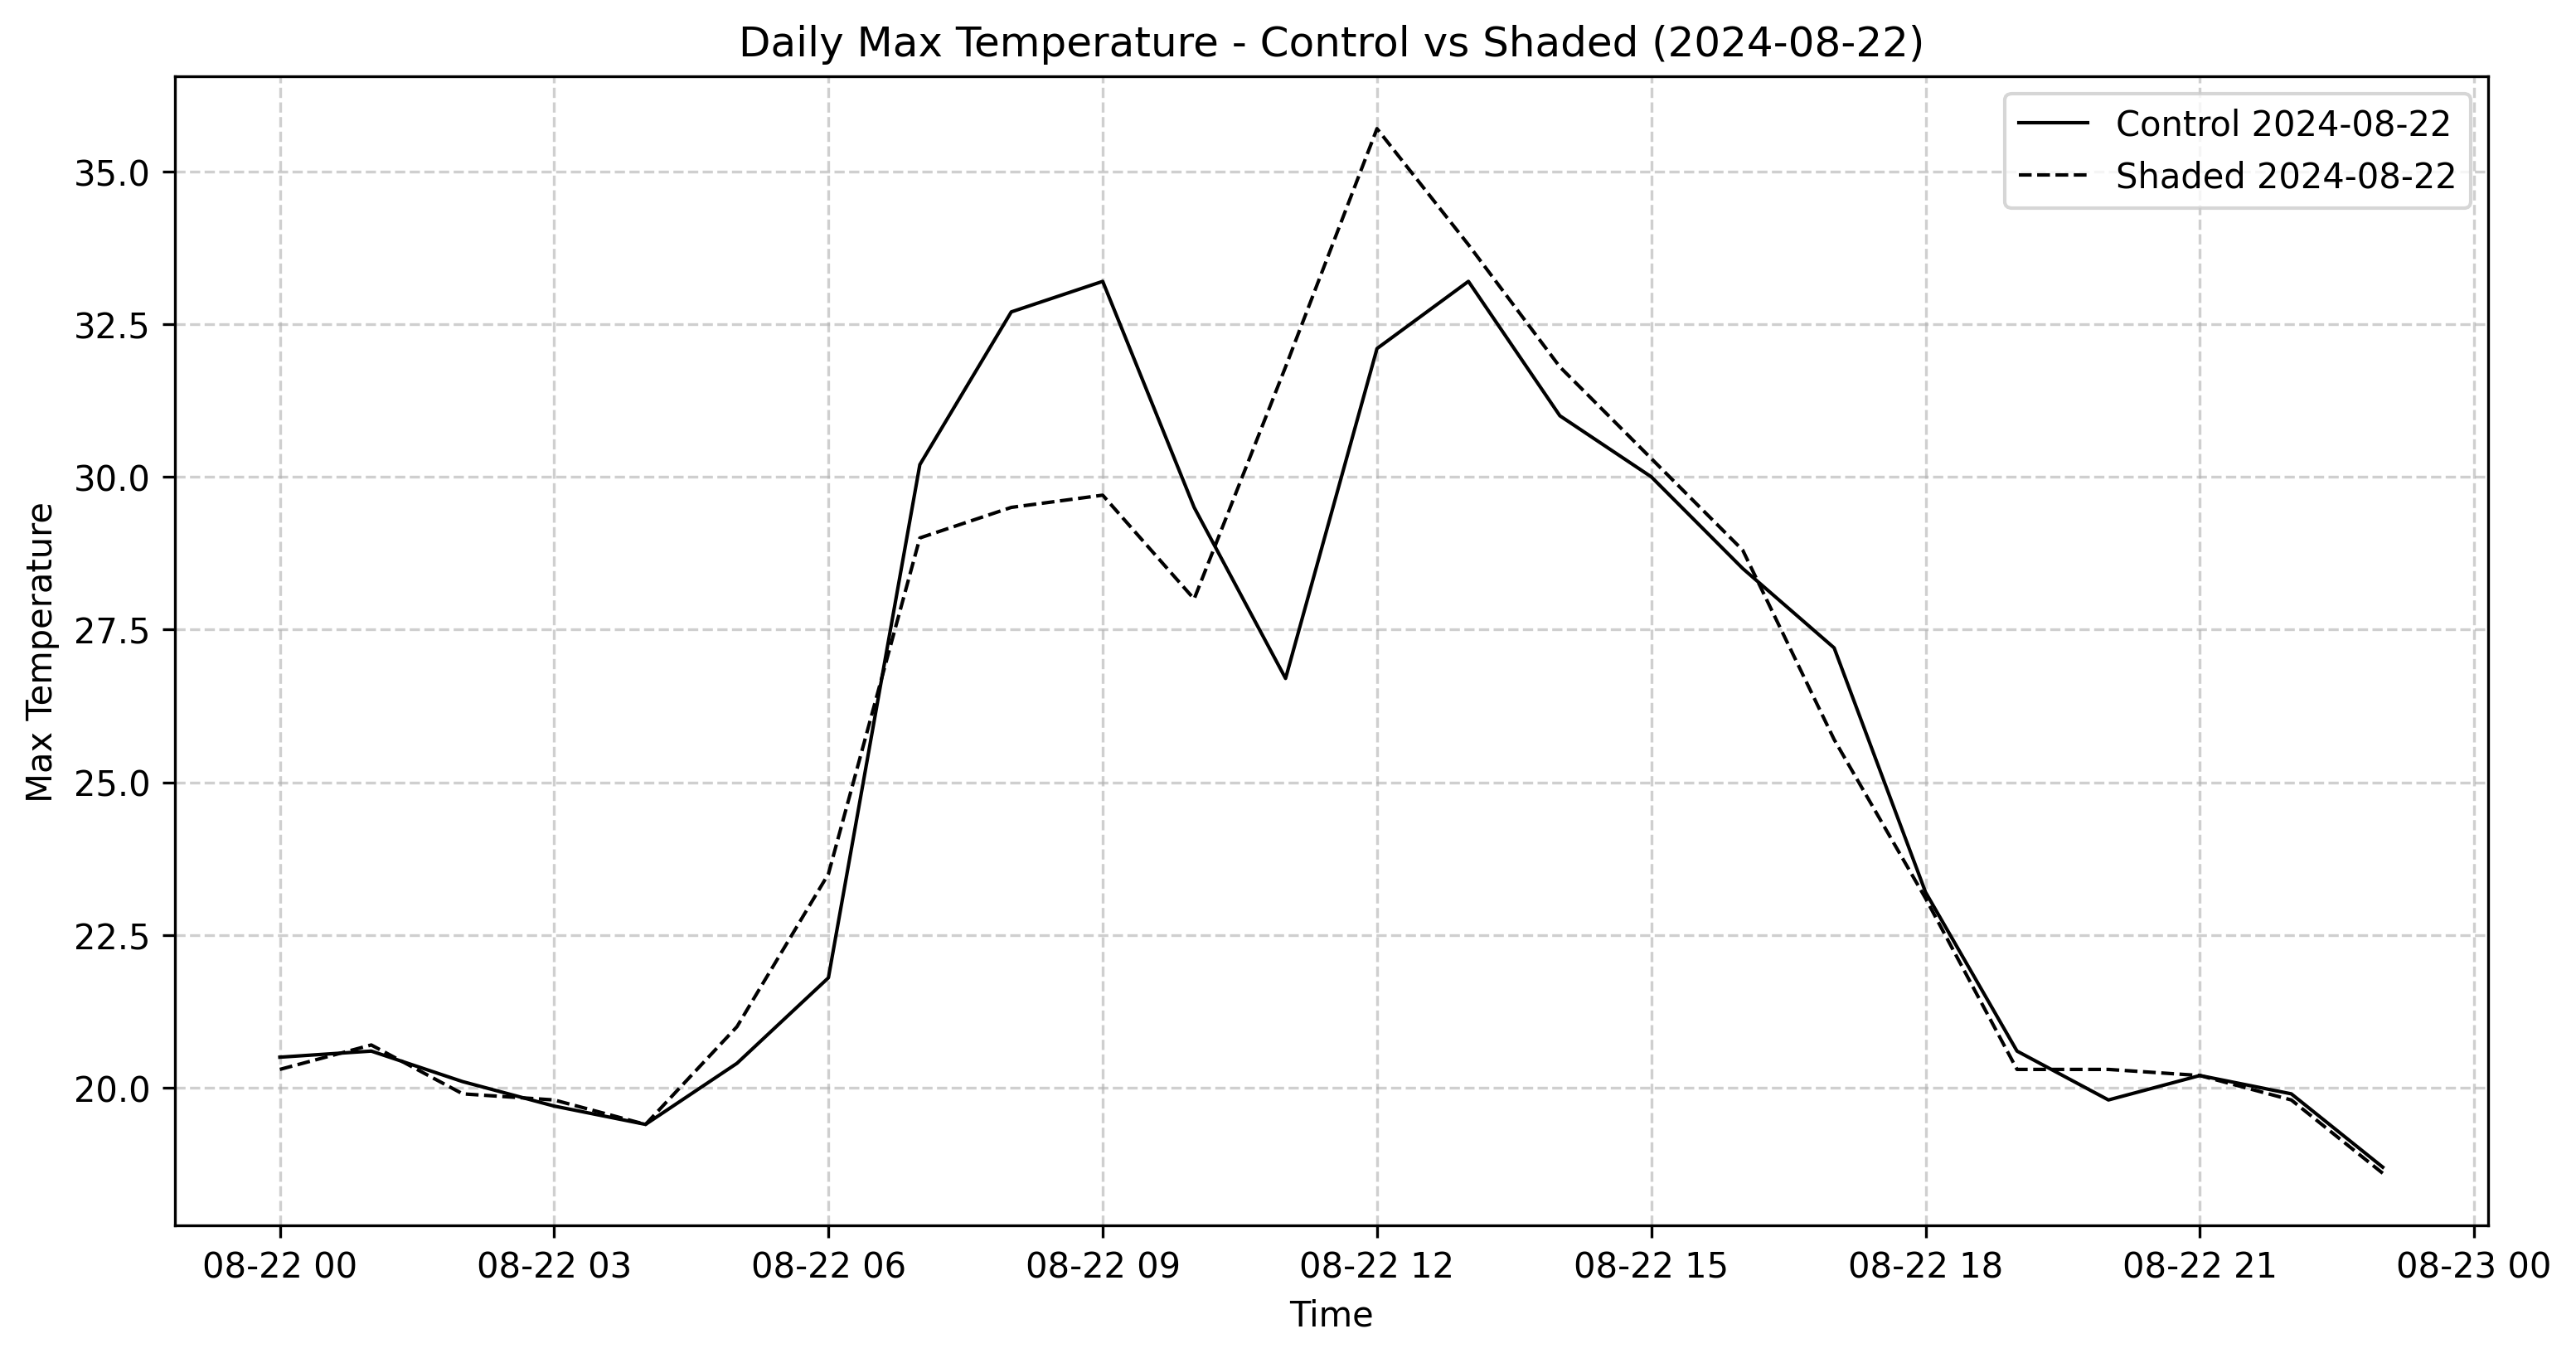 Daily Max Temperature - Control vs Shaded (2024-08-22)
Control 2024-08-22
Shaded 2024-08-22
Max Temperature
35.0
32.5
30.0
27.5
25.0
22.5
20.0
08-22 00 08-22 03 08-22 06 08-22 09 08-22 12 08-22 15 08-22 18 08-22 21 08-23 00
Time